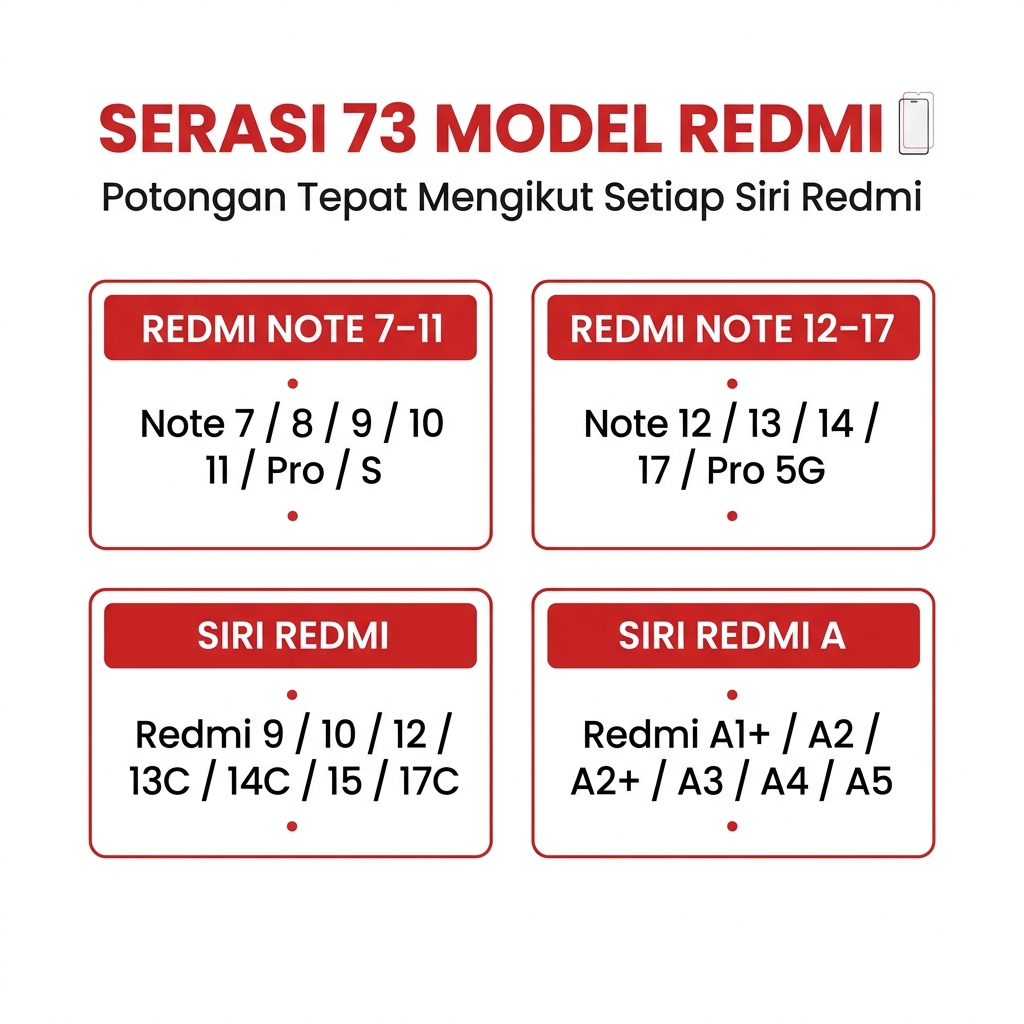 SERASI 73 MODEL REDMI
Potongan Tepat Mengikut Setiap Siri Redmi
REDMI NOTE 7–11
Note 7 / 8 / 9 / 10
11 / Pro / S
REDMI NOTE 12–17
Note 12 / 13 / 14 /
17 / Pro 5G
SIRI REDMI
Redmi 9 / 10 / 12 /
13C / 14C / 15 / 17C
SIRI REDMI A
Redmi A1+ / A2 /
A2+ / A3 / A4 / A5